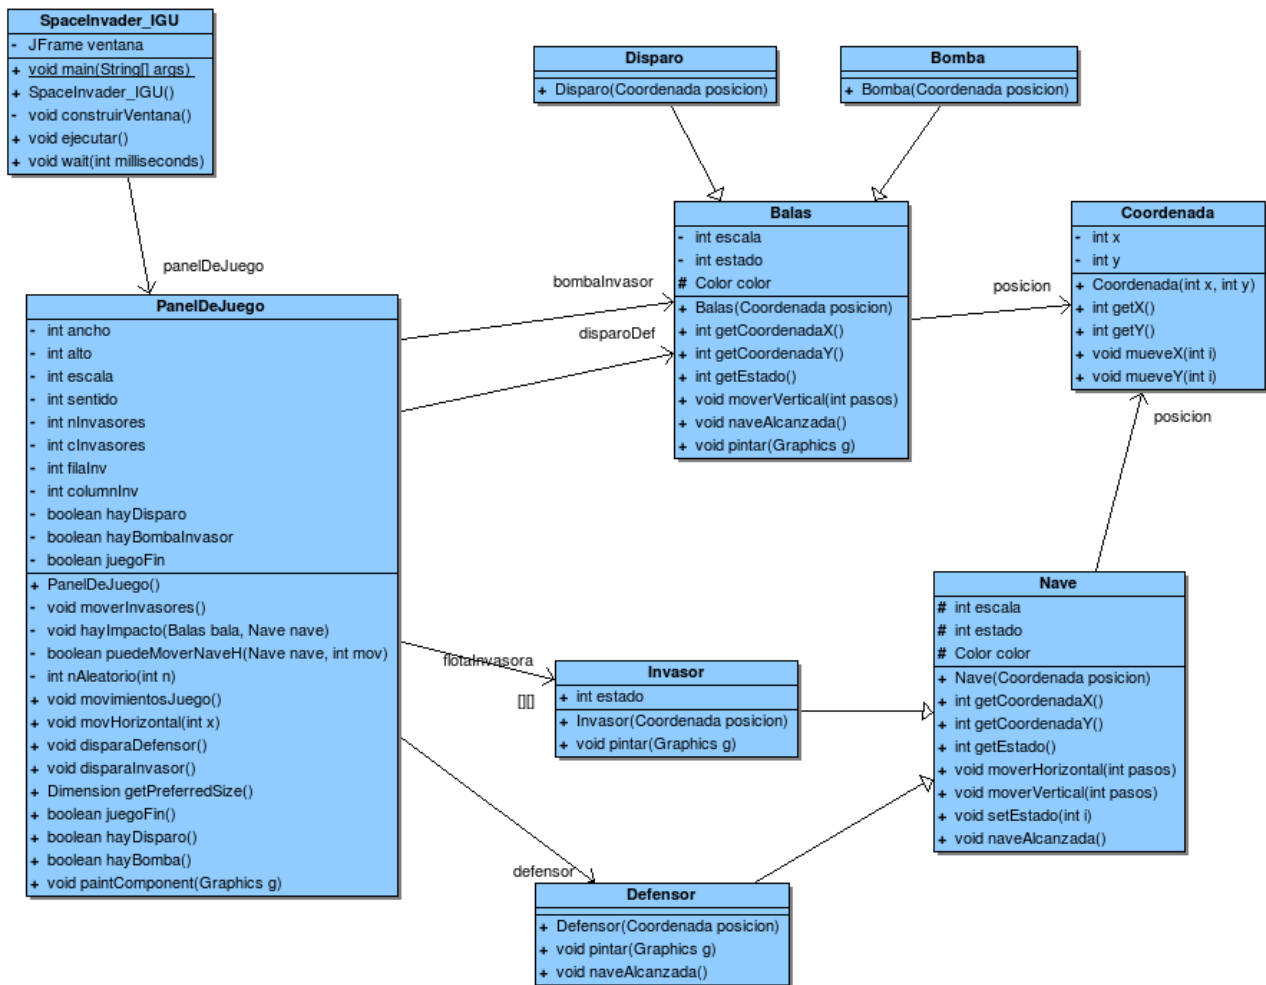 SpaceInvader_IGU
- JFrame ventana
+ void main(String[] args)
+ SpaceInvader_IGU()
- void construirVentana()
+ void ejecutar()
+ void wait(int milliseconds)
panelDeJuego
PanelDeJuego
- int ancho
- int alto
- int escala
- int sentido
- int nInvasores
- int cInvasores
- int filaInv
- int columnInv
- boolean hayDisparo
- boolean hayBombaInvasor
- boolean juegoFin
+ PanelDeJuego()
- void moverInvasores()
- void hayImpacto(Balas bala, Nave nave)
- boolean puedeMoverNaveH(Nave nave, int mov)
- int nAleatorio(int n)
+ void movimientosJuego()
+ void movHorizontal(int x)
+ void disparaDefensor()
+ void disparaInvasor()
+ Dimension getPreferredSize()
+ boolean juegoFin()
+ boolean hayDisparo()
+ boolean hayBomba()
+ void paintComponent(Graphics g)
Disparo
+ Disparo(Coordenada posicion)
Bomba
+ Bomba(Coordenada posicion)
bombaInvasor
disparoDef
Balas
- int escala
- int estado
# Color color
+ Balas(Coordenada posicion)
+ int getCoordenadaX()
+ int getCoordenadaY()
+ int getEstado()
+ void moverVertical(int pasos)
+ void naveAlcanzada()
+ void pintar(Graphics g)
posicion
Coordenada
- int x
- int y
+ Coordenada(int x, int y)
+ int getX()
+ int getY()
+ void mueveX(int i)
+ void mueveY(int i)
posicion
flotaInvasora
[][]
Invasor
+ int estado
+ Invasor(Coordenada posicion)
+ void pintar(Graphics g)
Nave
# int escala
# int estado
# Color color
+ Nave(Coordenada posicion)
+ int getCoordenadaX()
+ int getCoordenadaY()
+ int getEstado()
+ void moverHorizontal(int pasos)
+ void moverVertical(int pasos)
+ void setEstado(int i)
+ void naveAlcanzada()
defensor
Defensor
+ Defensor(Coordenada posicion)
+ void pintar(Graphics g)
+ void naveAlcanzada()